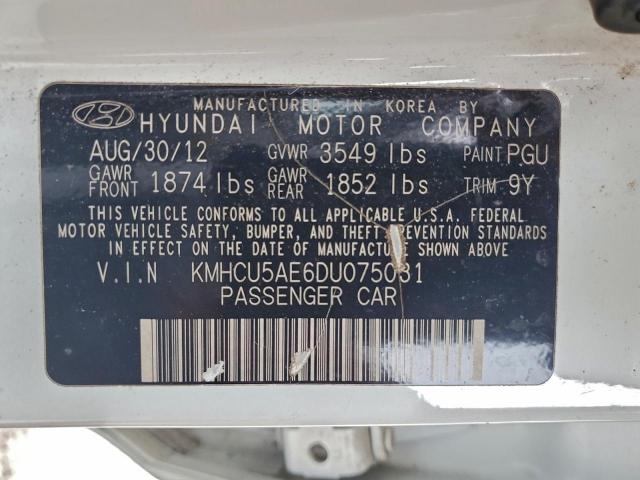 MANUFACTURED IN KOREA BY
HYUNDAI MOTOR COMPANY
AUG/30/12 GVWR 3549 lbs PAINT PGU
GAWR FRONT 1874 lbs GAWR REAR 1852 lbs TRIM 9Y
THIS VEHICLE CONFORMS TO ALL APPLICABLE U.S.A. FEDERAL
MOTOR VEHICLE SAFETY, BUMPER, AND THEFT PREVENTION STANDARDS
IN EFFECT ON THE DATE OF MANUFACTURE SHOWN ABOVE
V.I.N KMHCU5AE6DU075031
PASSENGER CAR